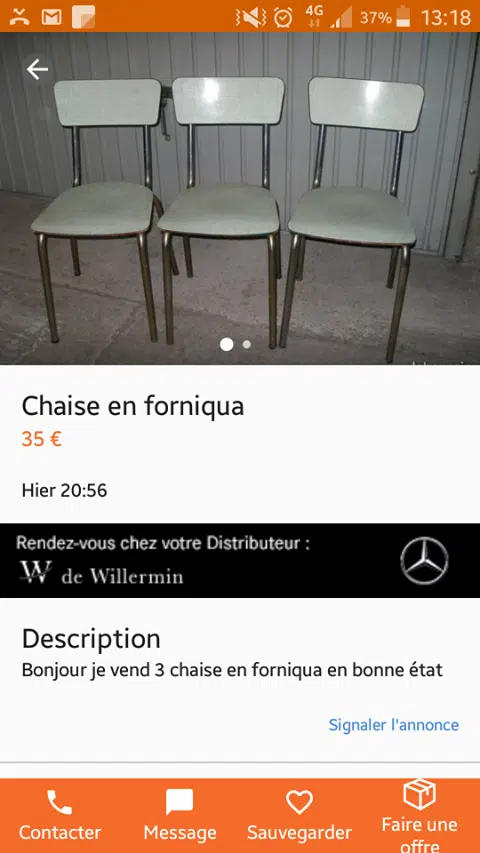 4G 37% 13:18
Chaise en forniqua
35 €
Hier 20:56
Rendez-vous chez votre Distributeur :
W de Willermin
Description
Bonjour je vend 3 chaise en forniqua en bonne état
Signaler l'annonce
Contacter Message Sauvegarder Faire une
offre